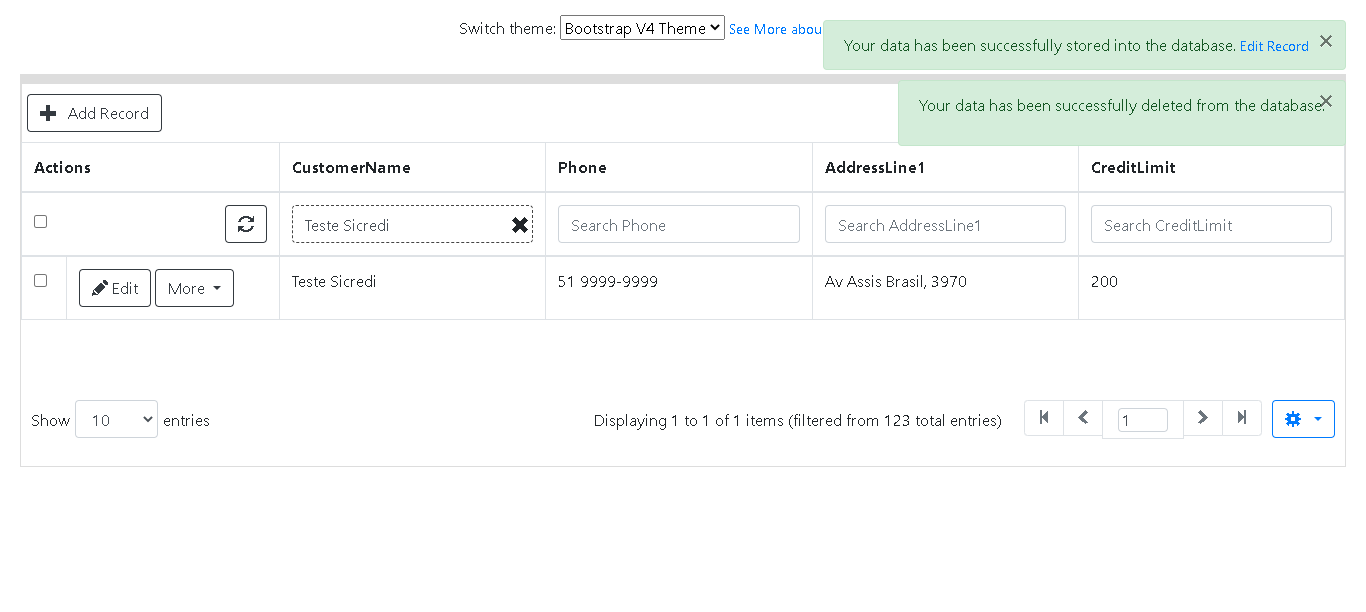 Switch theme: Bootstrap V4 Theme See More abou
Your data has been successfully stored into the database. Edit Record
Your data has been successfully deleted from the database.
Add Record
Actions CustomerName Phone AddressLine1 CreditLimit
Teste Sicredi Search Phone Search AddressLine1 Search CreditLimit
Edit More Teste Sicredi 51 9999-9999 Av Assis Brasil, 3970 200
Show 10 entries Displaying 1 to 1 of 1 items (filtered from 123 total entries) 1